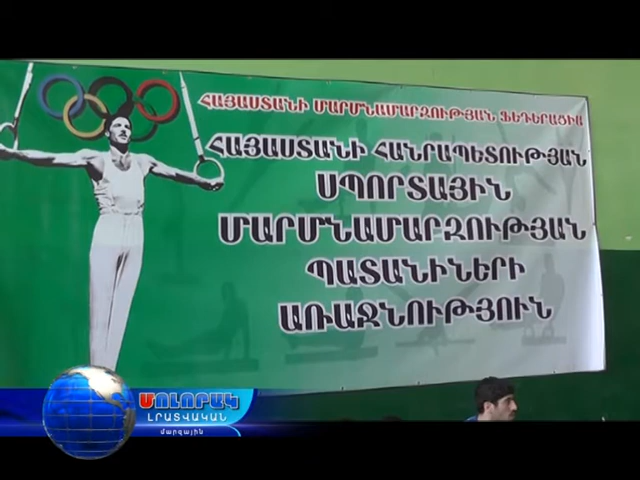 ՀԱՅԱՍՏԱՆԻ ՄԱՐՄՆԱՄԱՐԶՈՒԹՅԱՆ ՖԵԴԵՐԱՑԻԱ
ՀԱՅԱՍՏԱՆԻ ՀԱՆՐԱՊԵՏՈՒԹՅԱՆ
ՍՊՈՐՏԱՅԻՆ
ՄԱՐՄՆԱՄԱՐԶՈՒԹՅԱՆ
ՊԱՏԱՆԻՆԵՐԻ
ԱՌԱՋՆՈՒԹՅՈՒՆ
ՄՈԼՈՐԱԿ
ԼՐԱՏՎԱԿԱՆ
մարզային